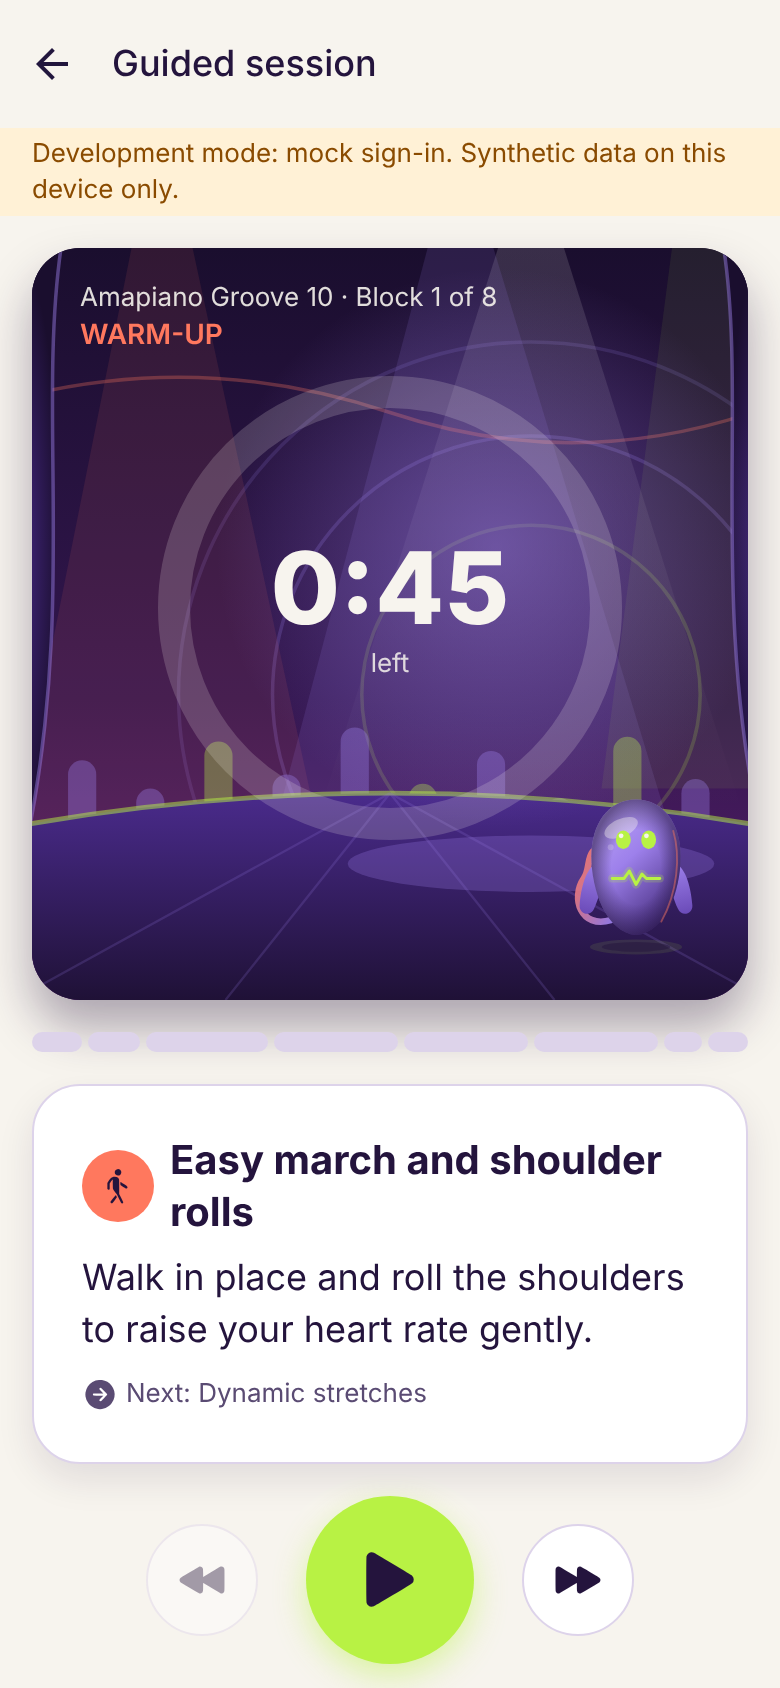 Guided session
Development mode: mock sign-in. Synthetic data on this
device only.
Amapiano Groove 10 · Block 1 of 8
WARM-UP
0:45
left
Easy march and shoulder
rolls
Walk in place and roll the shoulders
to raise your heart rate gently.
Next: Dynamic stretches